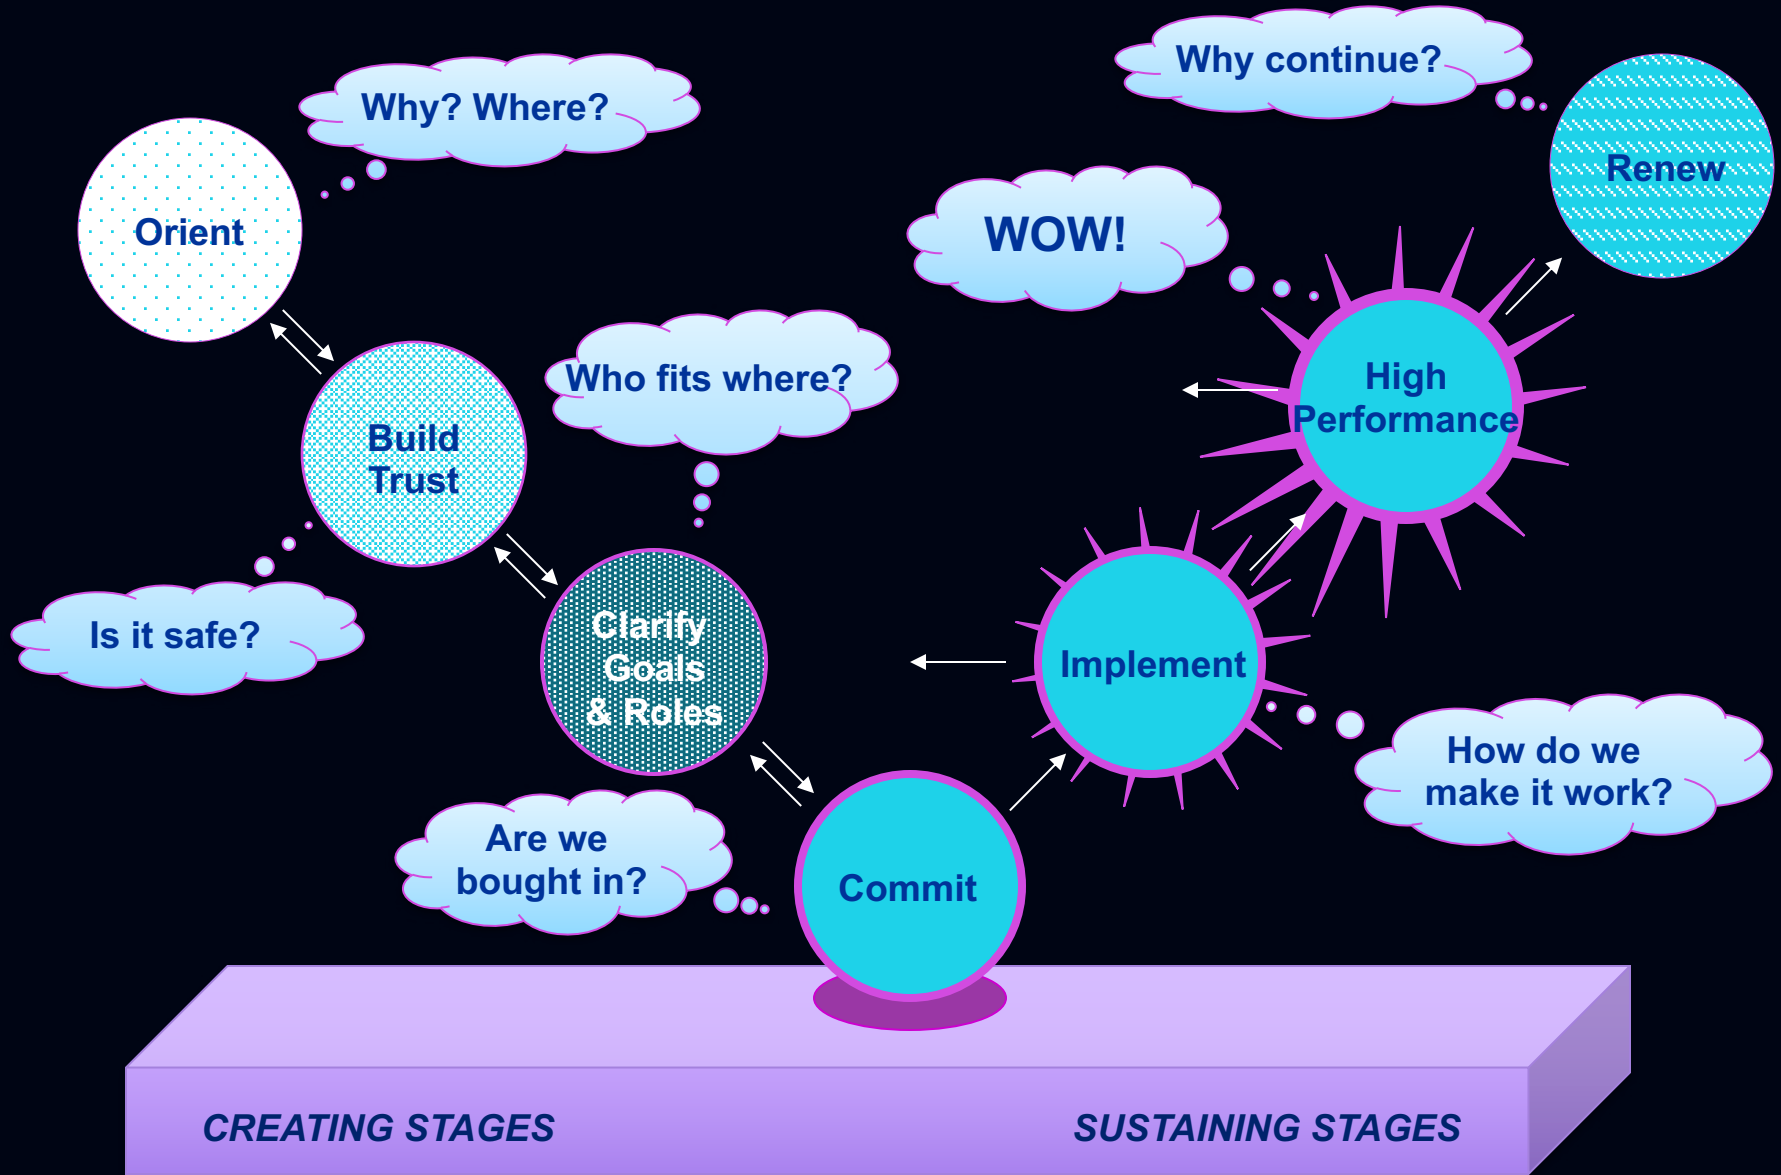 Why? Where?
Orient
Build
Trust
Is it safe?
Who fits where?
Clarify
Goals
& Roles
Are we
bought in?
Commit
Implement
How do we
make it work?
WOW!
High
Performance
Why continue?
Renew
CREATING STAGES
SUSTAINING STAGES